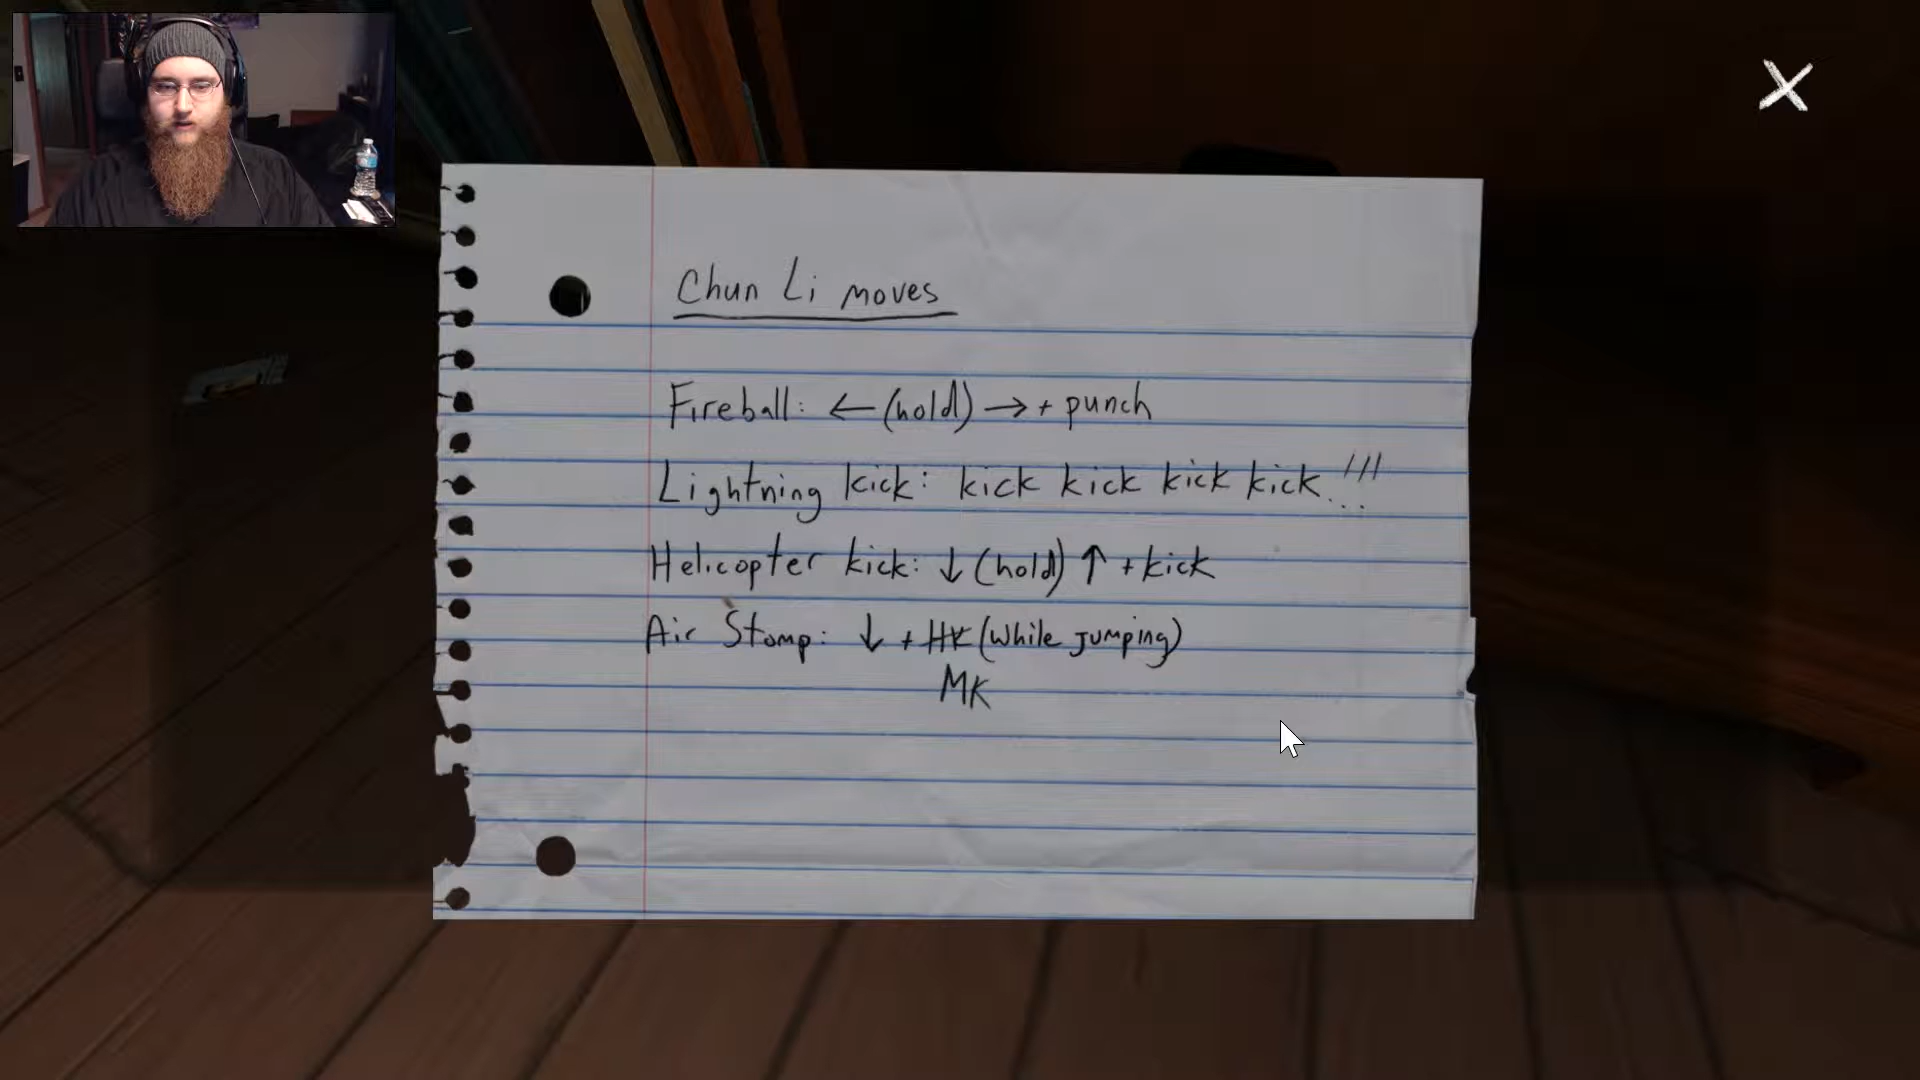 Chun Li moves
Fireball: ← (hold) → + punch
Lightning kick: kick kick kick kick!!!
Helicopter kick: ↓ (hold) ↑ + kick
Air Stomp: ↓ + HK (while jumping)
MK